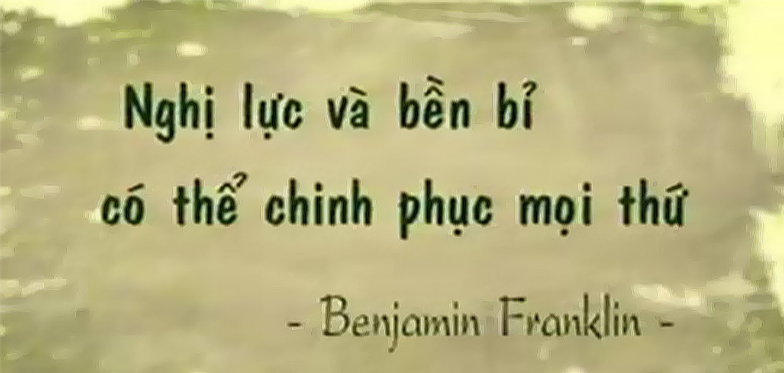 Nghị lực và bền bỉ
có thể chinh phục mọi thứ
- Benjamin Franklin -